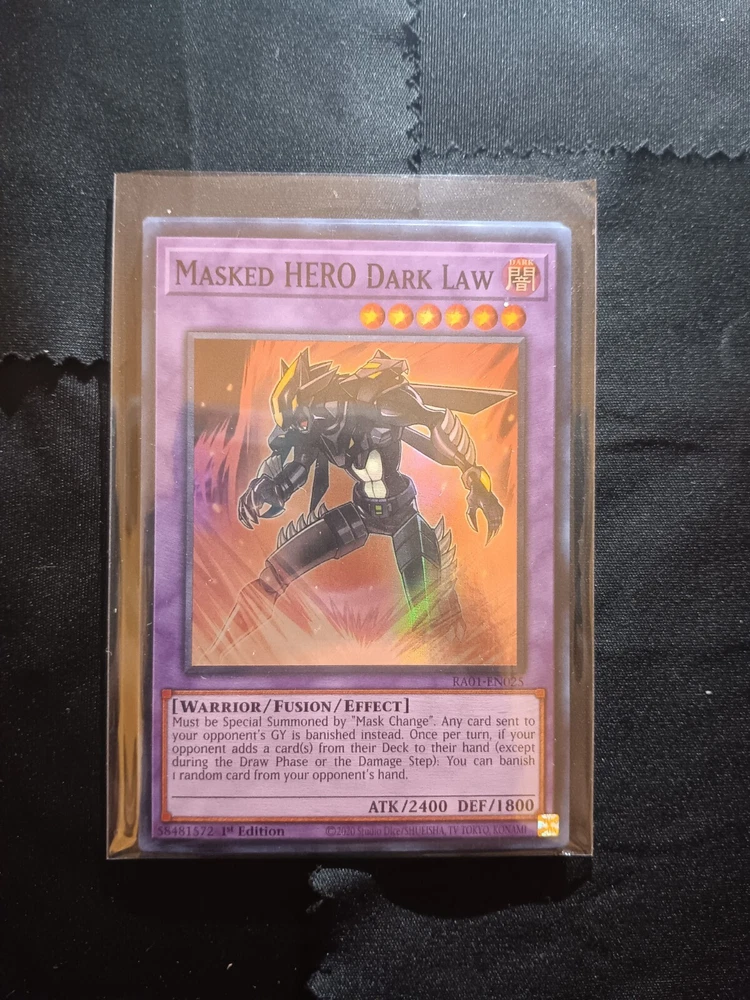 MASKED HERO DARK LAW
DARK
闇
RA01-EN025
[WARRIOR/FUSION/EFFECT]
Must be Special Summoned by "Mask Change". Any card sent to
your opponent's GY is banished instead. Once per turn, if your
opponent adds a card(s) from their Deck to their hand (except
during the Draw Phase or the Damage Step): You can banish
1 random card from your opponent's hand.
ATK/2400 DEF/1800
58481572 1st Edition ©2020 Studio Dice/SHUEISHA, TV TOKYO, KONAMI